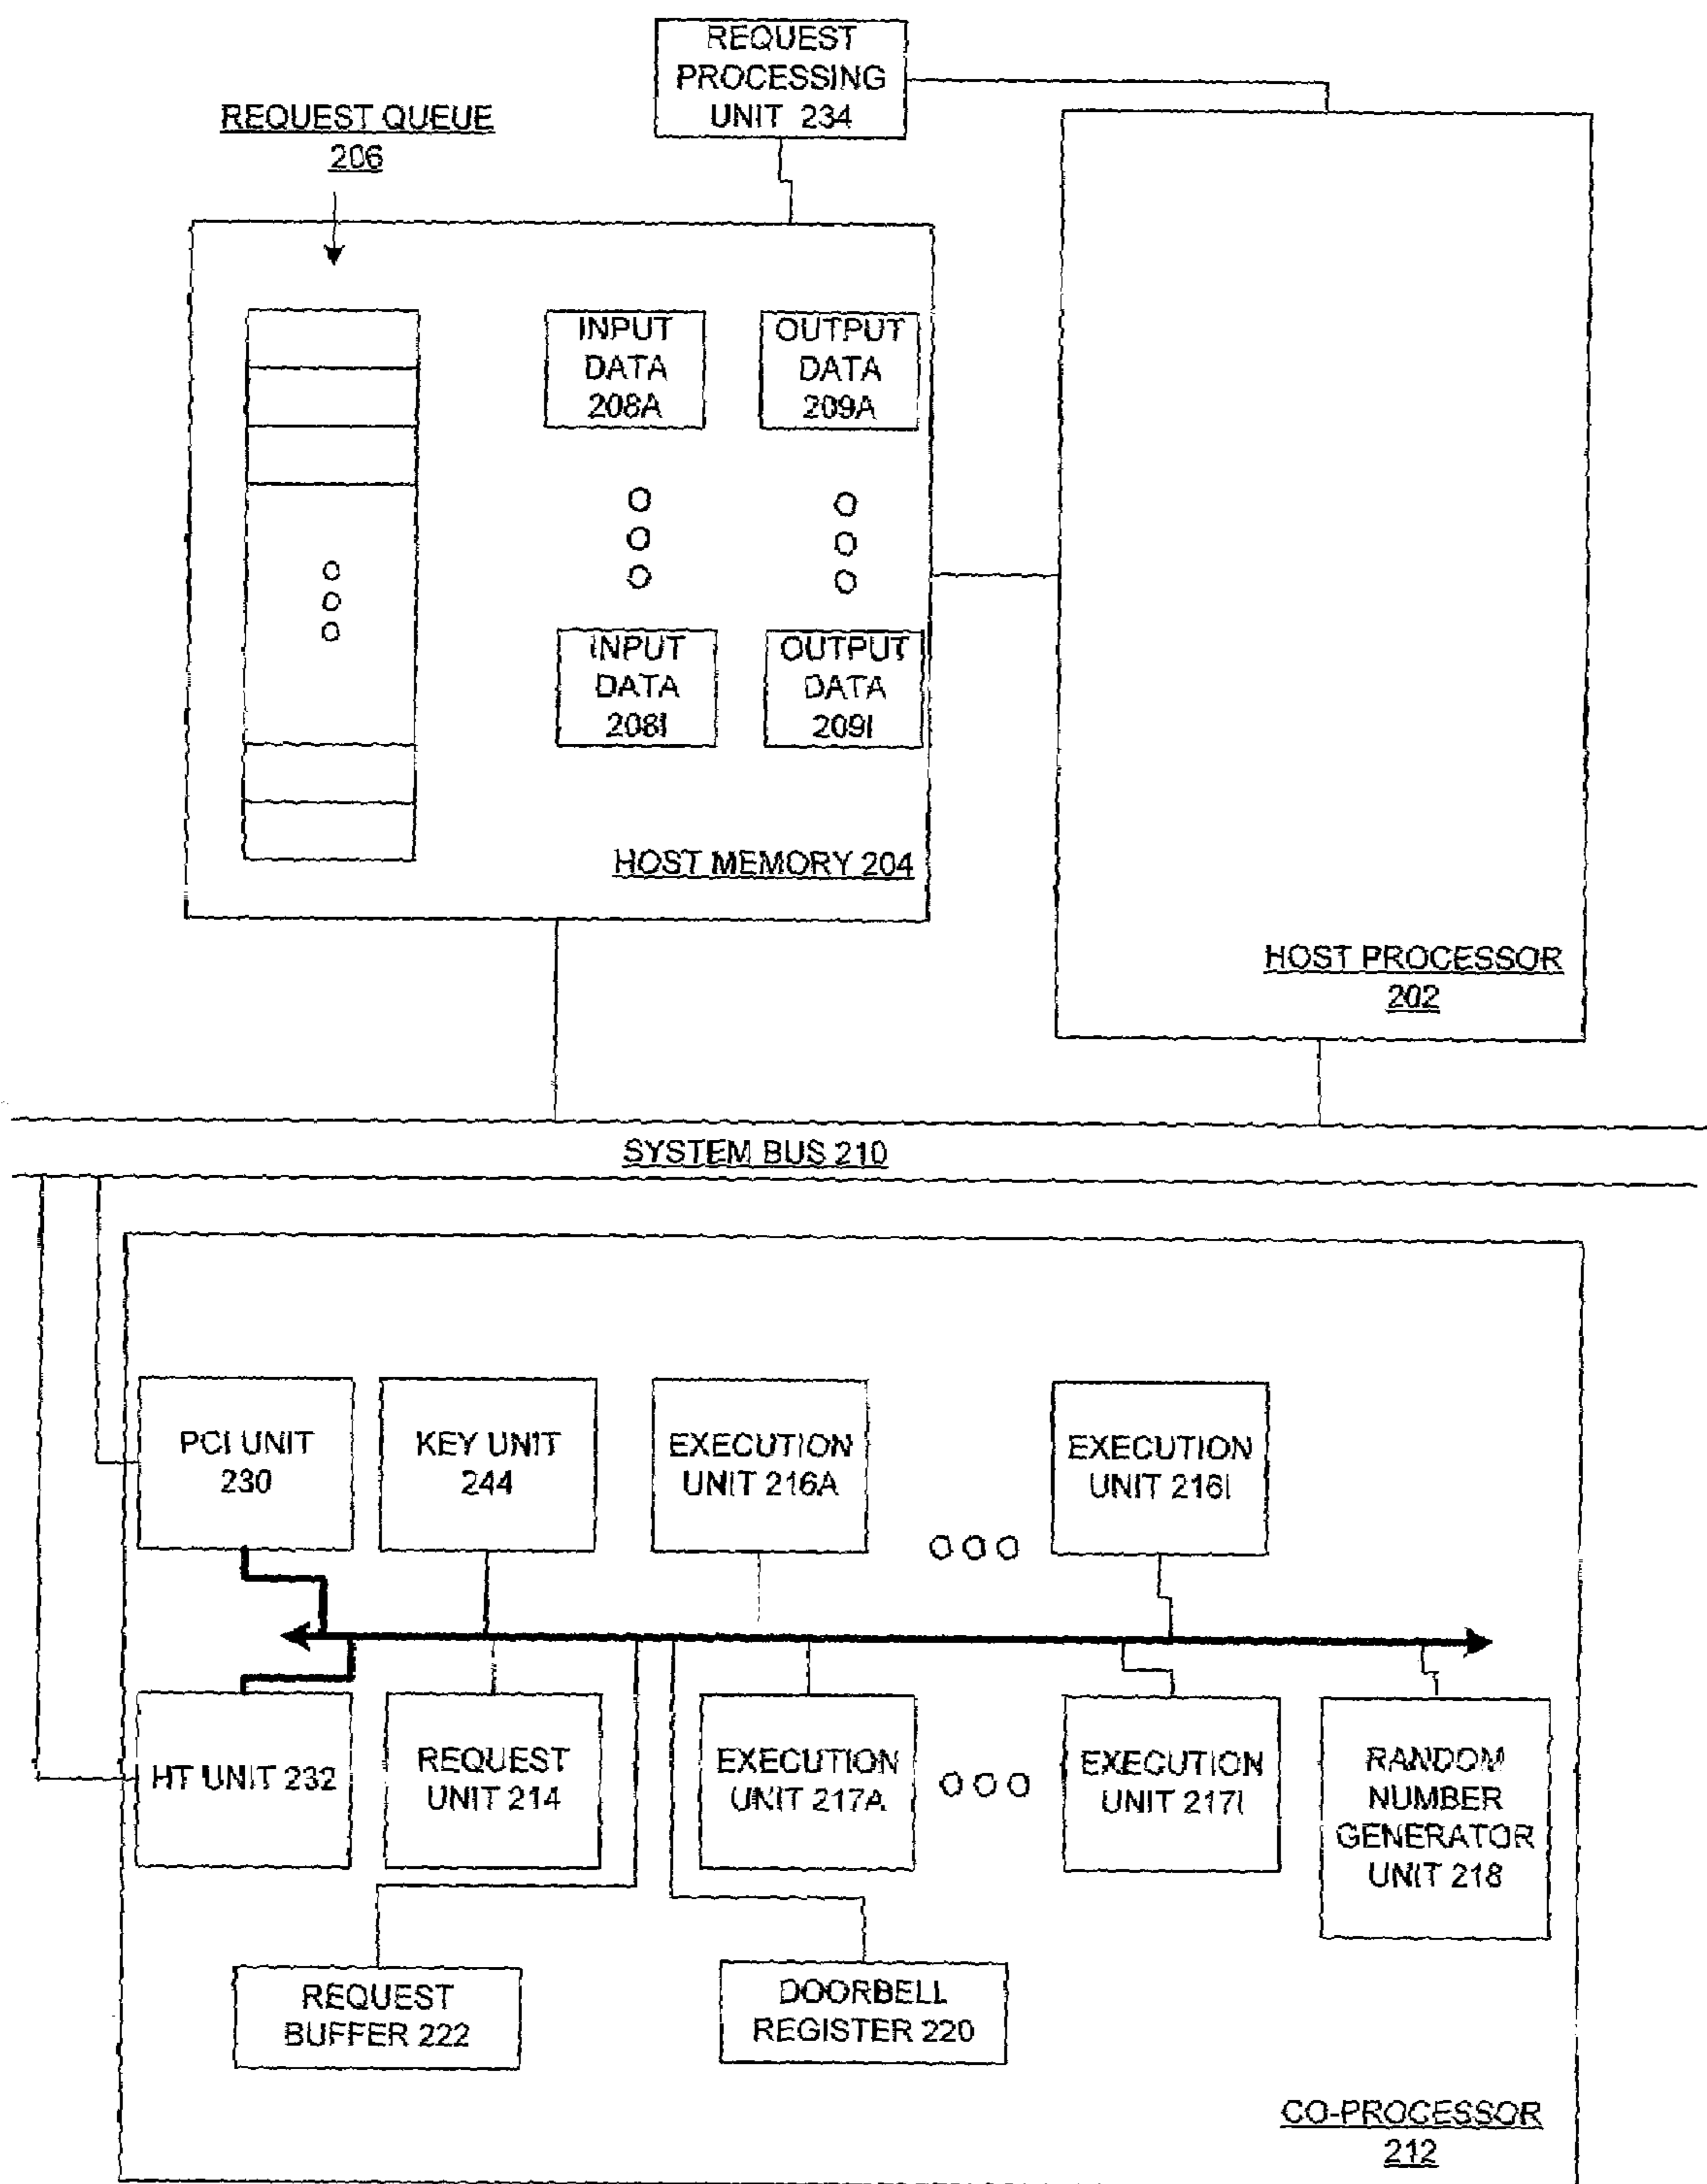 REQUEST
PROCESSING
UNIT 234
REQUEST QUEUE
206
INPUT
DATA
208A
OUTPUT
DATA
209A
INPUT
DATA
208I
OUTPUT
DATA
209I
HOST MEMORY 204
HOST PROCESSOR
202
SYSTEM BUS 210
PCI UNIT
230
KEY UNIT
244
EXECUTION
UNIT 216A
EXECUTION
UNIT 216I
HT UNIT 232
REQUEST
UNIT 214
EXECUTION
UNIT 217A
EXECUTION
UNIT 217I
RANDOM
NUMBER
GENERATOR
UNIT 218
REQUEST
BUFFER 222
DOORBELL
REGISTER 220
CO-PROCESSOR
212